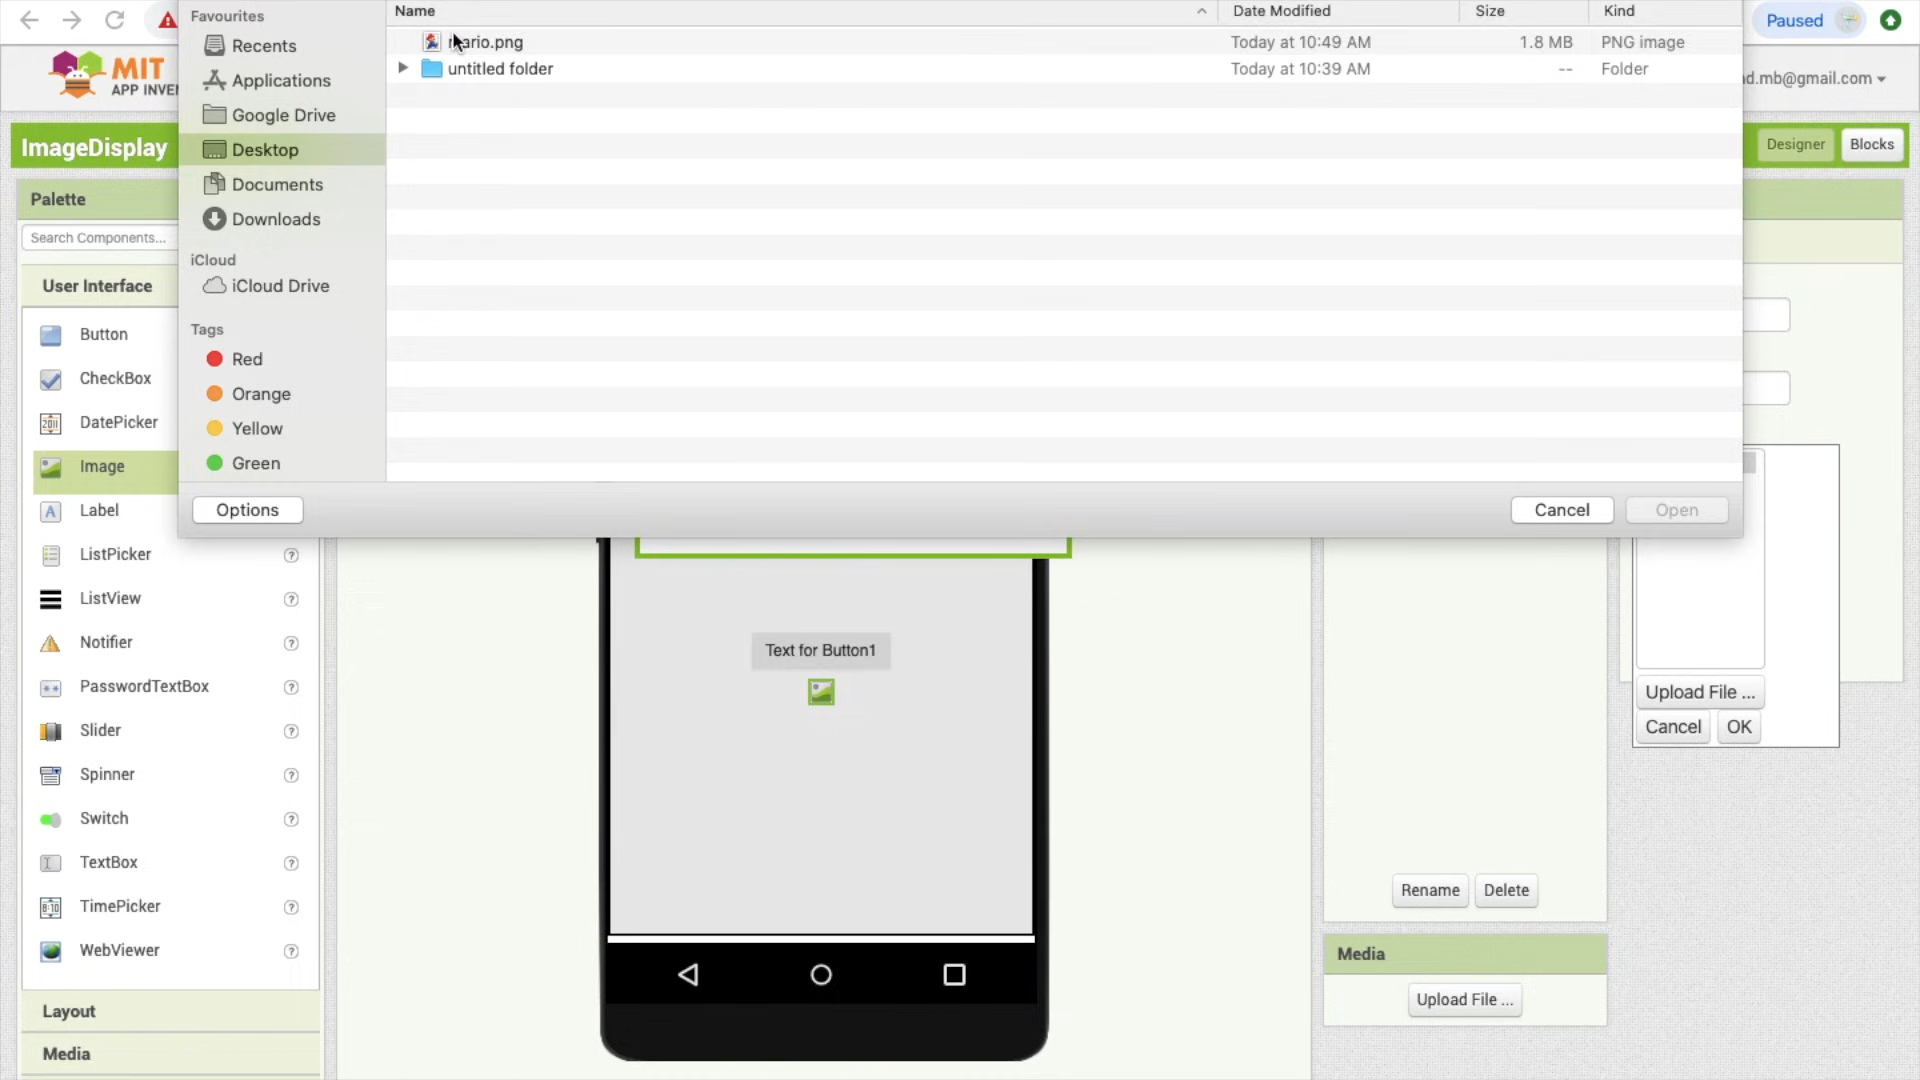 Favourites
Recents
Applications
Google Drive
Desktop
Documents
Downloads
iCloud
iCloud Drive
Tags
Red
Orange
Yellow
Green
Name
Date Modified
Size
Kind
mario.png
Today at 10:49 AM
1.8 MB
PNG image
untitled folder
Today at 10:39 AM
--
Folder
Options
Cancel
Open
Paused
MIT
APP INVEN
d.mb@gmail.com
ImageDisplay
Designer
Blocks
Palette
Search Components...
User Interface
Button
CheckBox
DatePicker
Image
Label
ListPicker
?
ListView
?
Notifier
?
PasswordTextBox
?
Slider
?
Spinner
?
Switch
?
TextBox
?
TimePicker
?
WebViewer
?
Layout
Media
Text for Button1
Upload File ...
Cancel
OK
Rename
Delete
Media
Upload File ...